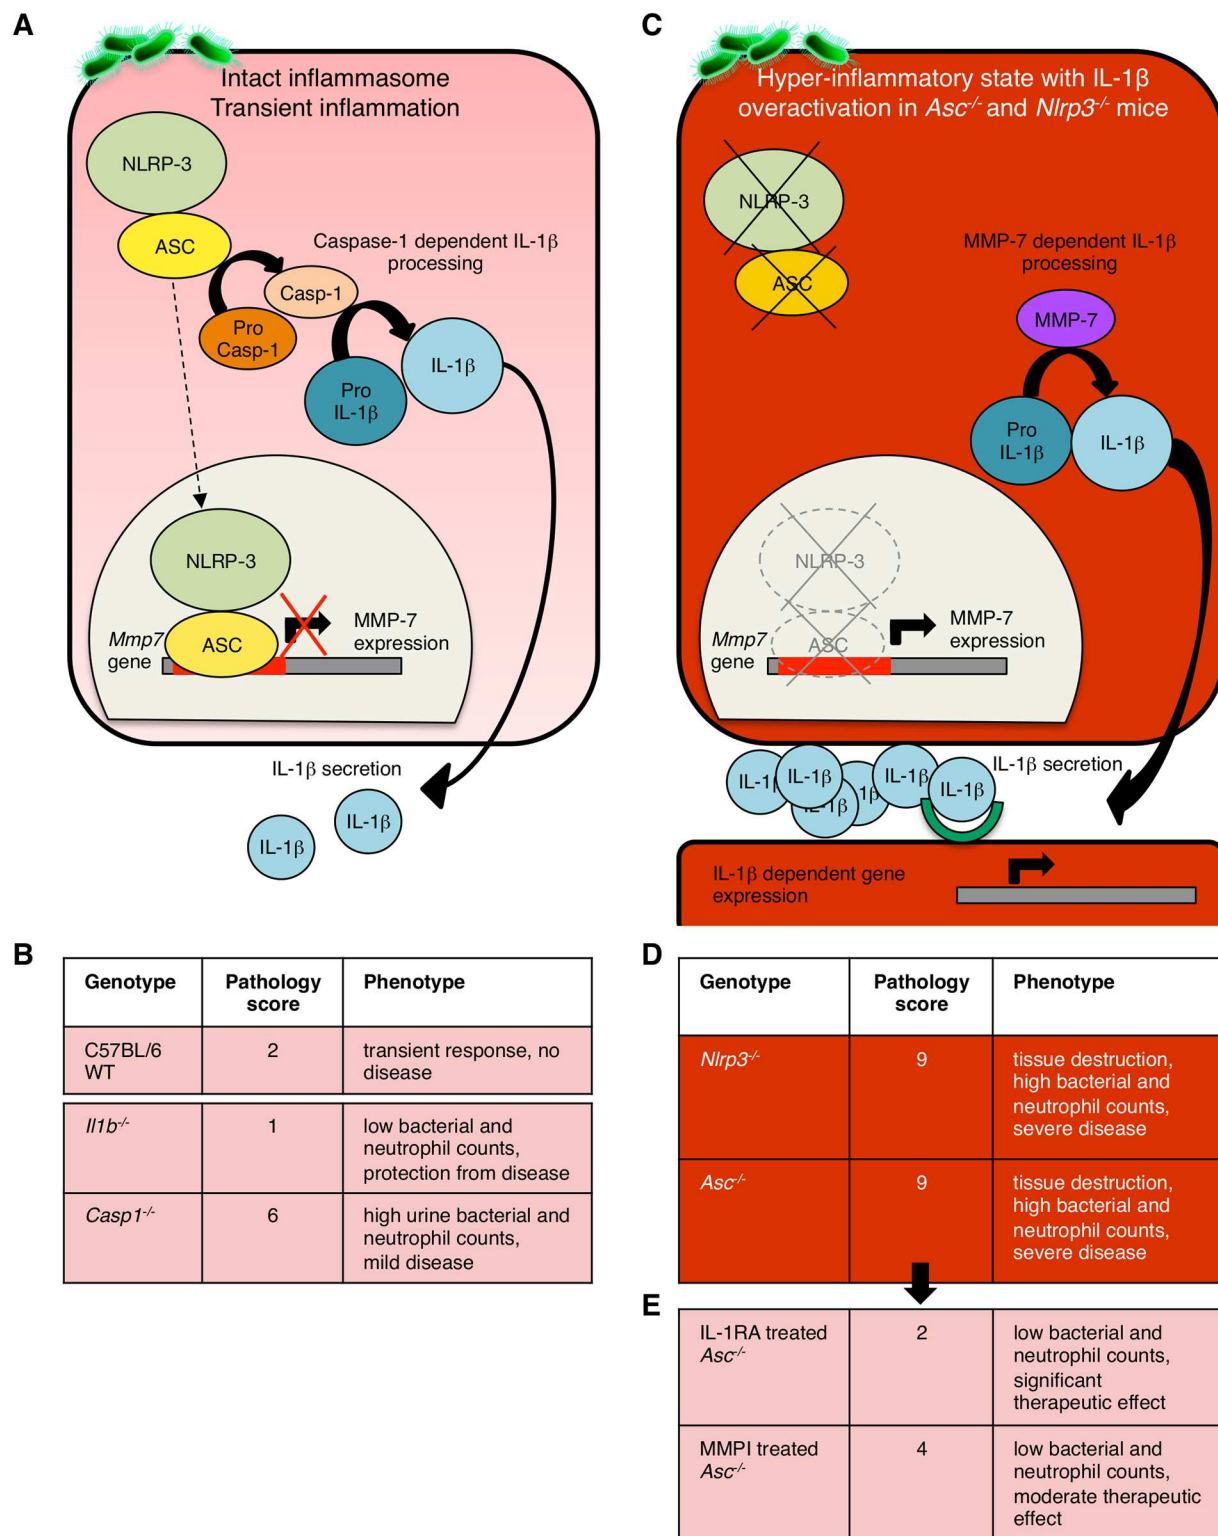 A
Intact inflammasome
Transient inflammation
NLRP-3
ASC
Caspase-1 dependent IL-1β
processing
Casp-1
Pro
Casp-1
IL-1β
Pro
IL-1β
NLRP-3
ASC
Mmp7
gene
MMP-7
expression
IL-1β secretion
IL-1β
IL-1β
C
Hyper-inflammatory state with IL-1β
overactivation in Asc-/- and Nlrp3-/- mice
NLRP-3
ASC
MMP-7 dependent IL-1β
processing
MMP-7
Pro
IL-1β
IL-1β
NLRP-3
ASC
Mmp7
gene
MMP-7
expression
IL-1β secretion
IL-1β
IL-1β
IL-1β
IL-1β
IL-1β
IL-1β
IL-1β dependent gene
expression
B
Genotype
Pathology
score
Phenotype
C57BL/6
WT
2
transient response, no
disease
Il1b-/-
1
low bacterial and
neutrophil counts,
protection from disease
Casp1-/-
6
high urine bacterial and
neutrophil counts,
mild disease
D
Genotype
Pathology
score
Phenotype
Nlrp3-/-
9
tissue destruction,
high bacterial and
neutrophil counts,
severe disease
Asc-/-
9
tissue destruction,
high bacterial and
neutrophil counts,
severe disease
E
IL-1RA treated
Asc-/-
2
low bacterial and
neutrophil counts,
significant
therapeutic effect
MMPI treated
Asc-/-
4
low bacterial and
neutrophil counts,
moderate therapeutic
effect